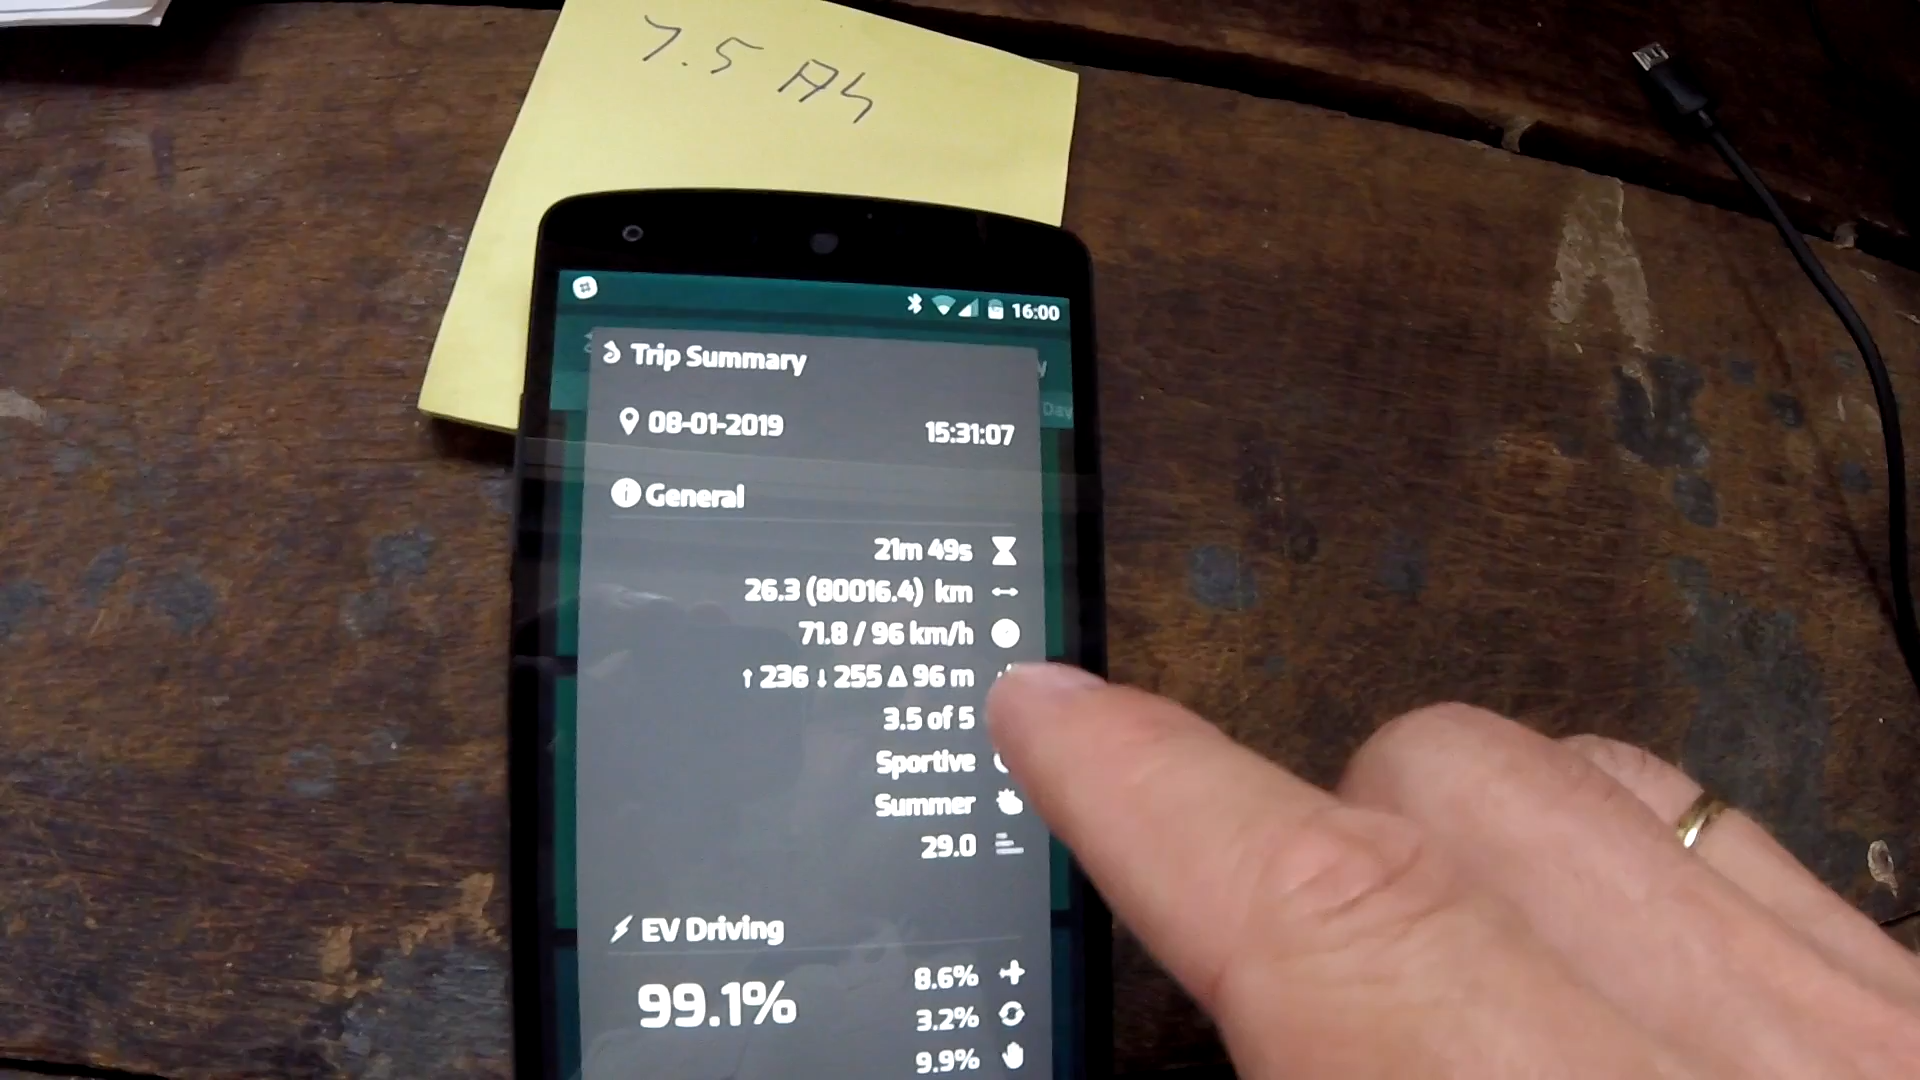 7.5 Ah
16:00
Trip Summary
08-01-2019 15:31:07
General
21m 49s
26.3 (80016.4) km
71.8 / 96 km/h
↑ 236 ↓ 255 Δ 96 m
3.5 of 5
Sportive
Summer
29.0
EV Driving
99.1%
8.6%
3.2%
9.9%